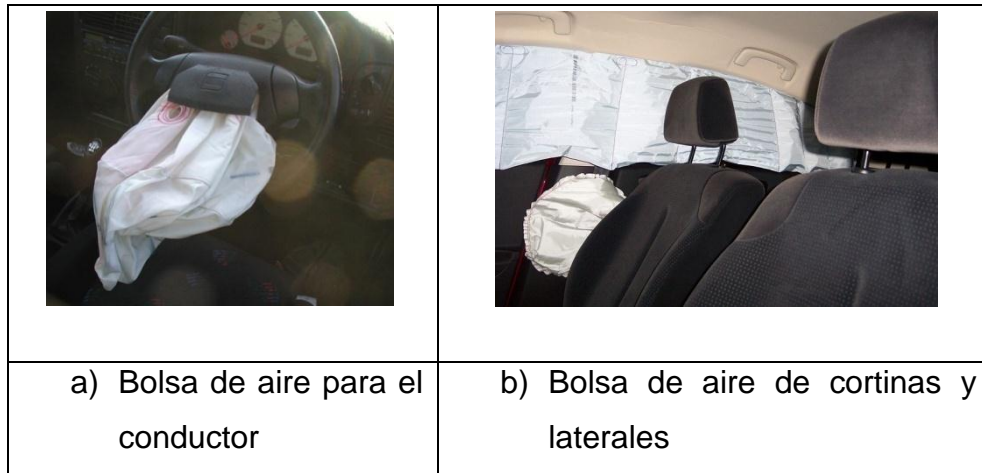 a) Bolsa de aire para el
conductor
b) Bolsa de aire de cortinas y
laterales